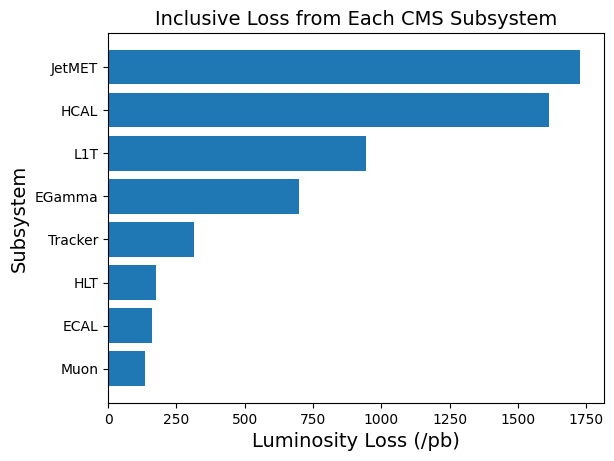 Inclusive Loss from Each CMS Subsystem
JetMET
HCAL
L1T
EGamma
Tracker
HLT
ECAL
Muon
Subsystem
0 250 500 750 1000 1250 1500 1750
Luminosity Loss (/pb)